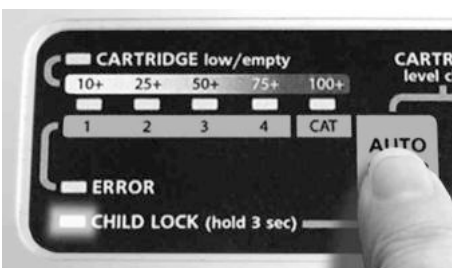 CARTRIDGE low/empty
CARTR
level c
10+ 25+ 50+ 75+ 100+
1 2 3 4 CAT
AUTO
ERROR
CHILD LOCK (hold 3 sec)